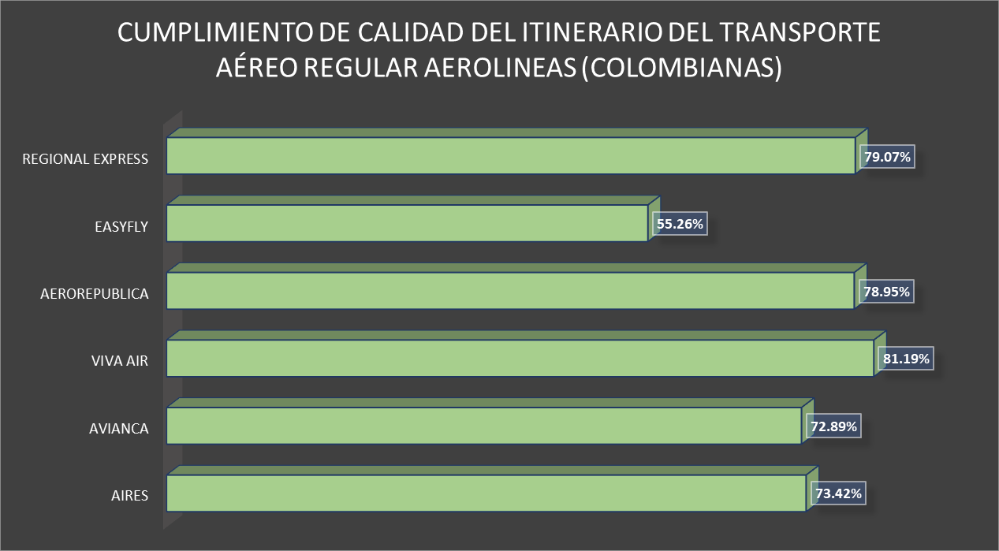 CUMPLIMIENTO DE CALIDAD DEL ITINERARIO DEL TRANSPORTE
AÉREO REGULAR AEROLINEAS (COLOMBIANAS)
REGIONAL EXPRESS 79.07%
EASYFLY 55.26%
AEROREPUBLICA 78.95%
VIVA AIR 81.19%
AVIANCA 72.89%
AIRES 73.42%